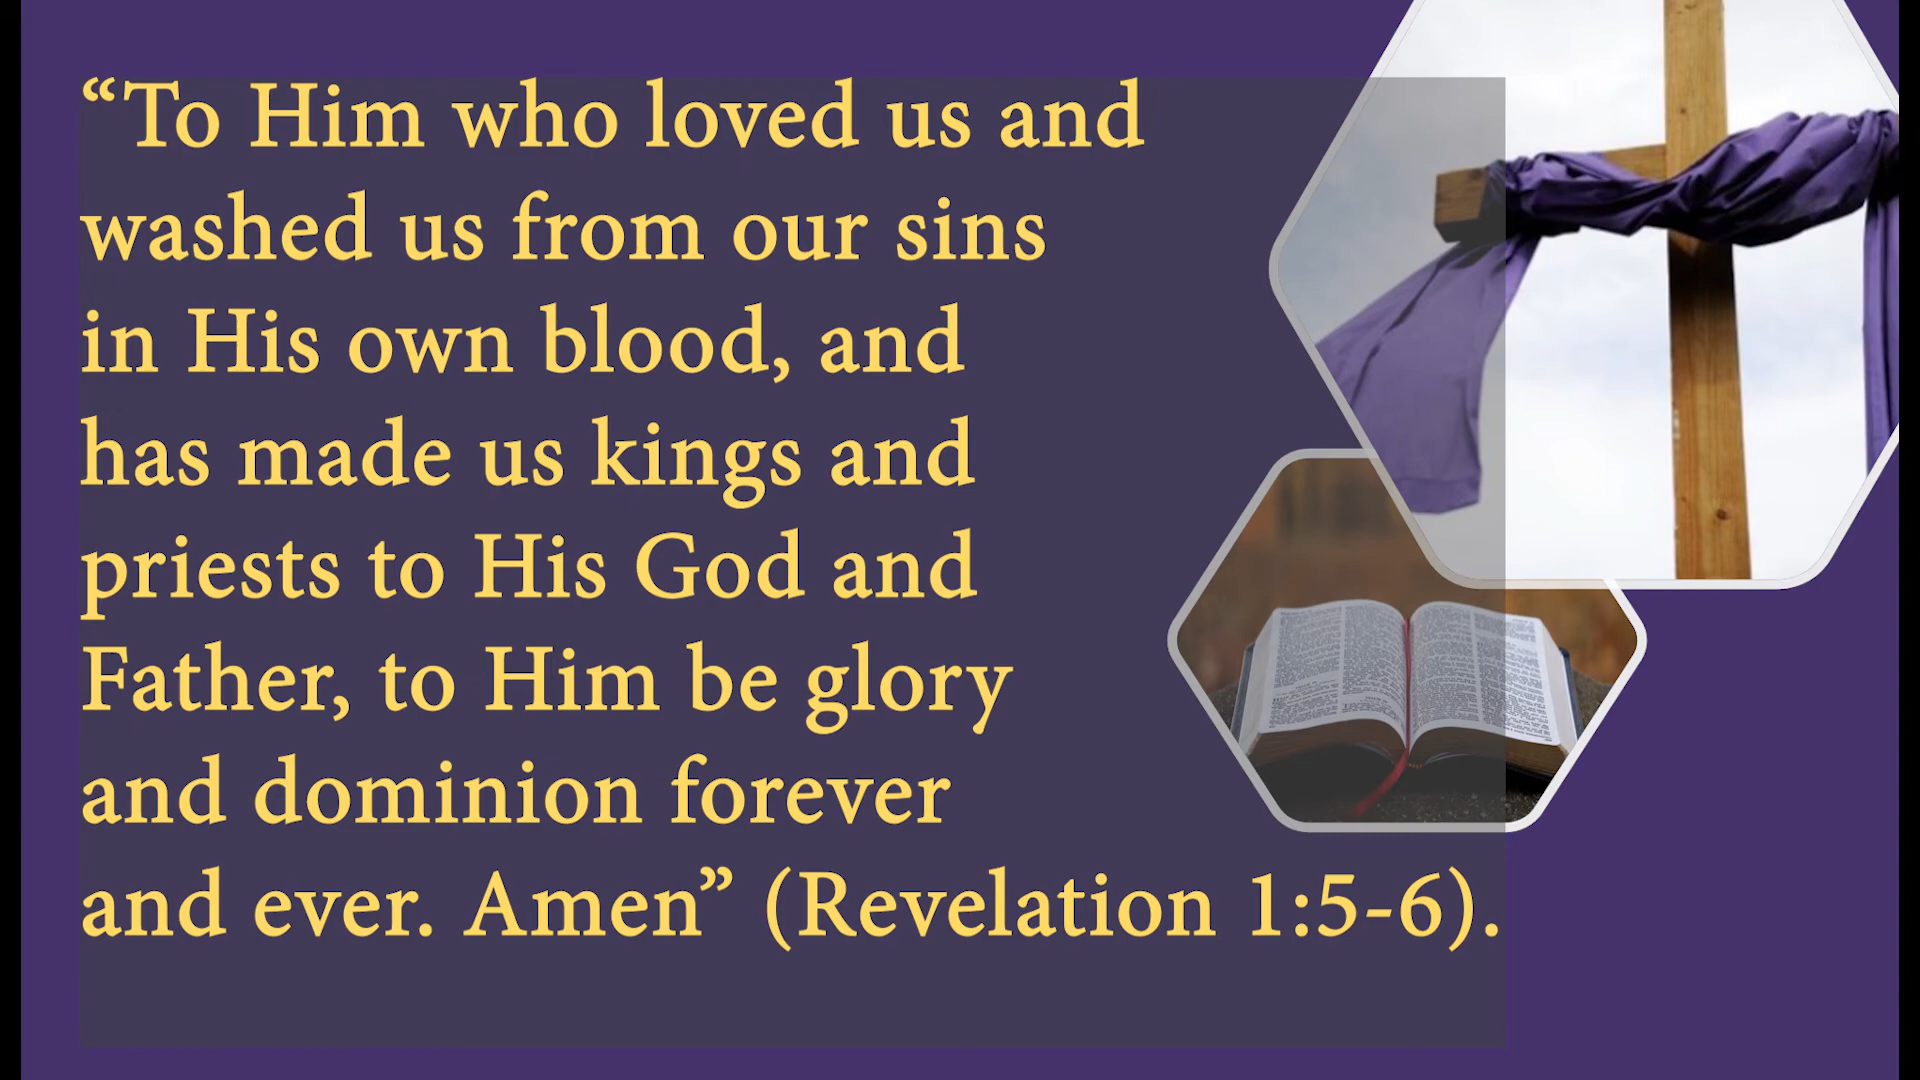 “To Him who loved us and
washed us from our sins
in His own blood, and
has made us kings and
priests to His God and
Father, to Him be glory
and dominion forever
and ever. Amen” (Revelation 1:5-6).